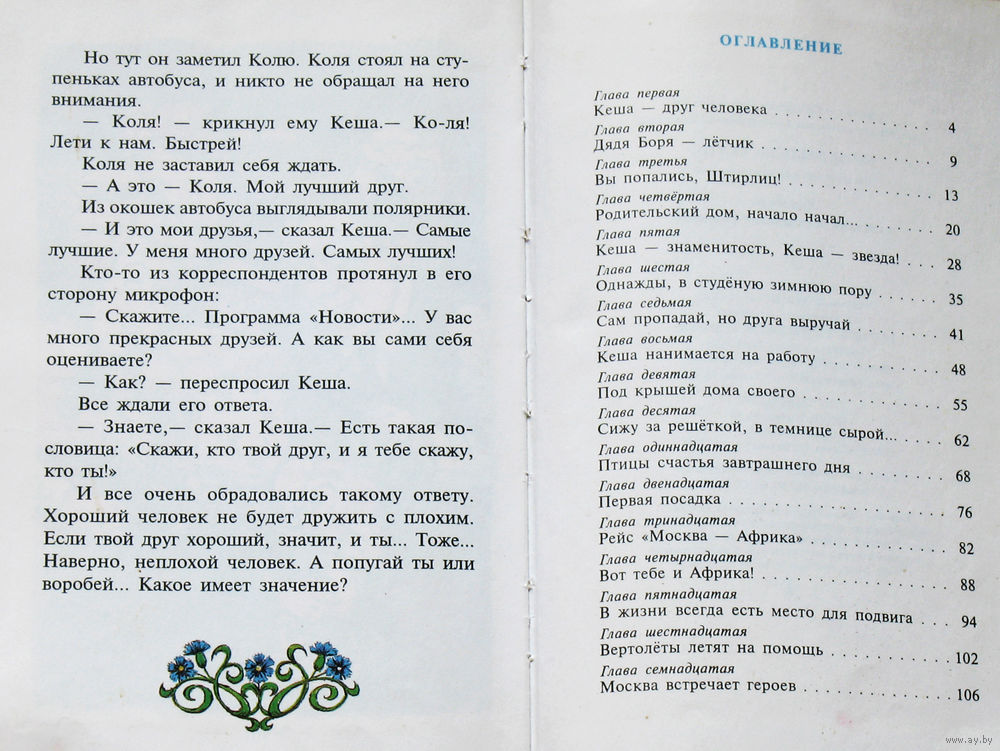 Но тут он заметил Колю. Коля стоял на сту-
пеньках автобуса, и никто не обращал на него
внимания.
— Коля! — крикнул ему Кеша.— Ко-ля!
Лети к нам. Быстрей!
Коля не заставил себя ждать.
— А это — Коля. Мой лучший друг.
Из окошек автобуса выглядывали полярники.
— И это мои друзья,— сказал Кеша.— Самые
лучшие. У меня много друзей. Самых лучших!
Кто-то из корреспондентов протянул в его
сторону микрофон:
— Скажите... Программа «Новости»... У вас
много прекрасных друзей. А как вы сами себя
оцениваете?
— Как? — переспросил Кеша.
Все ждали его ответа.
— Знаете,— сказал Кеша.— Есть такая по-
словица: «Скажи, кто твой друг, и я тебе скажу,
кто ты!»
И все очень обрадовались такому ответу.
Хороший человек не будет дружить с плохим.
Если твой друг хороший, значит, и ты... Тоже...
Наверно, неплохой человек. А попугай ты или
воробей... Какое имеет значение?
ОГЛАВЛЕНИЕ
Глава первая
Кеша — друг человека . . . . . . . . . . . . . 4
Глава вторая
Дядя Боря — лётчик . . . . . . . . . . . . . 9
Глава третья
Вы попались, Штирлиц! . . . . . . . . . . . . 13
Глава четвёртая
Родительский дом, начало начал... . . . . . . . 20
Глава пятая
Кеша — знаменитость, Кеша — звезда! . . . 28
Глава шестая
Однажды, в студёную зимнюю пору . . . . . 35
Глава седьмая
Сам пропадай, но друга выручай . . . . . . . 41
Глава восьмая
Кеша нанимается на работу . . . . . . . . . 48
Глава девятая
Под крышей дома своего . . . . . . . . . . . 55
Глава десятая
Сижу за решёткой, в темнице сырой... . . . . 62
Глава одиннадцатая
Птицы счастья завтрашнего дня . . . . . . . 68
Глава двенадцатая
Первая посадка . . . . . . . . . . . . . . . 76
Глава тринадцатая
Рейс «Москва — Африка» . . . . . . . . . . 82
Глава четырнадцатая
Вот тебе и Африка! . . . . . . . . . . . . . 88
Глава пятнадцатая
В жизни всегда есть место для подвига . . . . 94
Глава шестнадцатая
Вертолёты летят на помощь . . . . . . . . . 102
Глава семнадцатая
Москва встречает героев . . . . . . . . . . . 106
www.ay.by